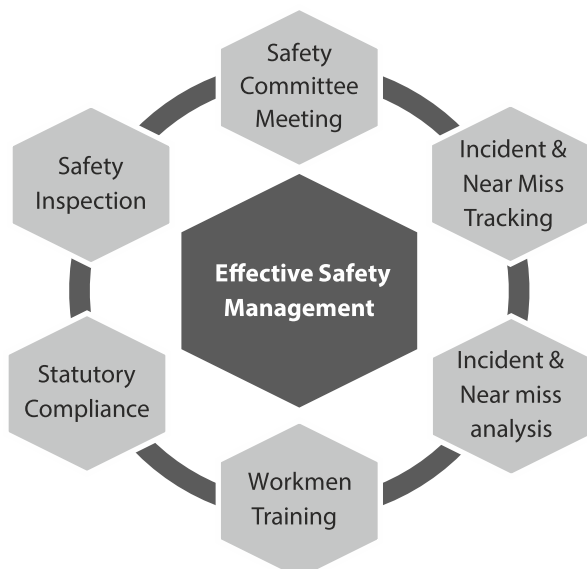 Safety
Committee
Meeting
Incident &
Near Miss
Tracking
Safety
Inspection
Effective Safety
Management
Statutory
Compliance
Incident &
Near miss
analysis
Workmen
Training